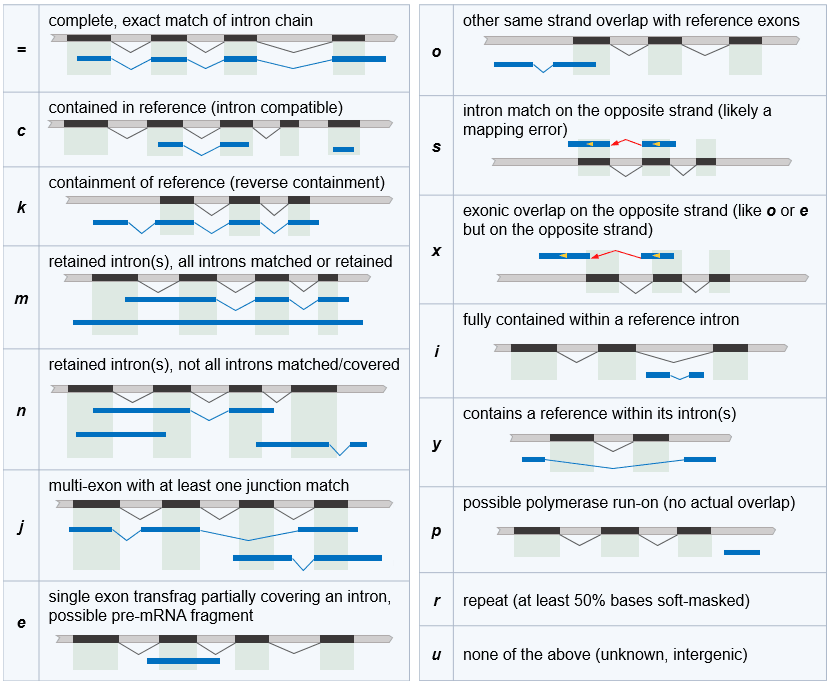 =
complete, exact match of intron chain
c
contained in reference (intron compatible)
k
containment of reference (reverse containment)
m
retained intron(s), all introns matched or retained
n
retained intron(s), not all introns matched/covered
j
multi-exon with at least one junction match
e
single exon transfrag partially covering an intron,
possible pre-mRNA fragment
o
other same strand overlap with reference exons
s
intron match on the opposite strand (likely a
mapping error)
x
exonic overlap on the opposite strand (like o or e
but on the opposite strand)
i
fully contained within a reference intron
y
contains a reference within its intron(s)
p
possible polymerase run-on (no actual overlap)
r
repeat (at least 50% bases soft-masked)
u
none of the above (unknown, intergenic)